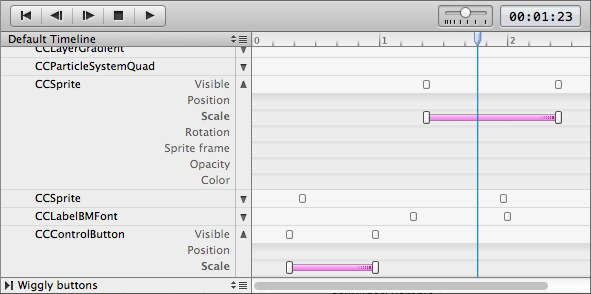 00:01:23
Default Timeline
0 1 2
CCLayerGradient
CCParticleSystemQuad
CCSprite Visible
Position
Scale
Rotation
Sprite frame
Opacity
Color
CCSprite
CCLabelBMFont
CCControlButton Visible
Position
Scale
Wiggly buttons